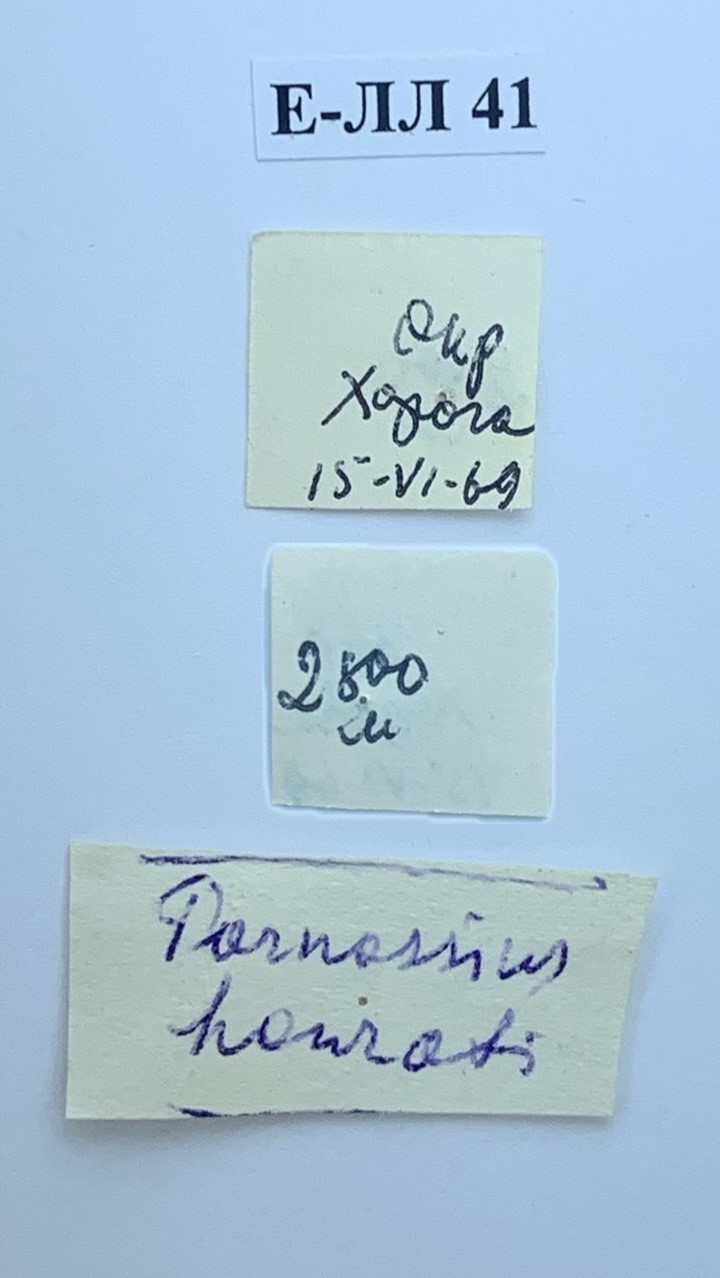 Е-ЛЛ 41
Окр
Хорога
15-VI-69
2800
м
Parnassius
honrati